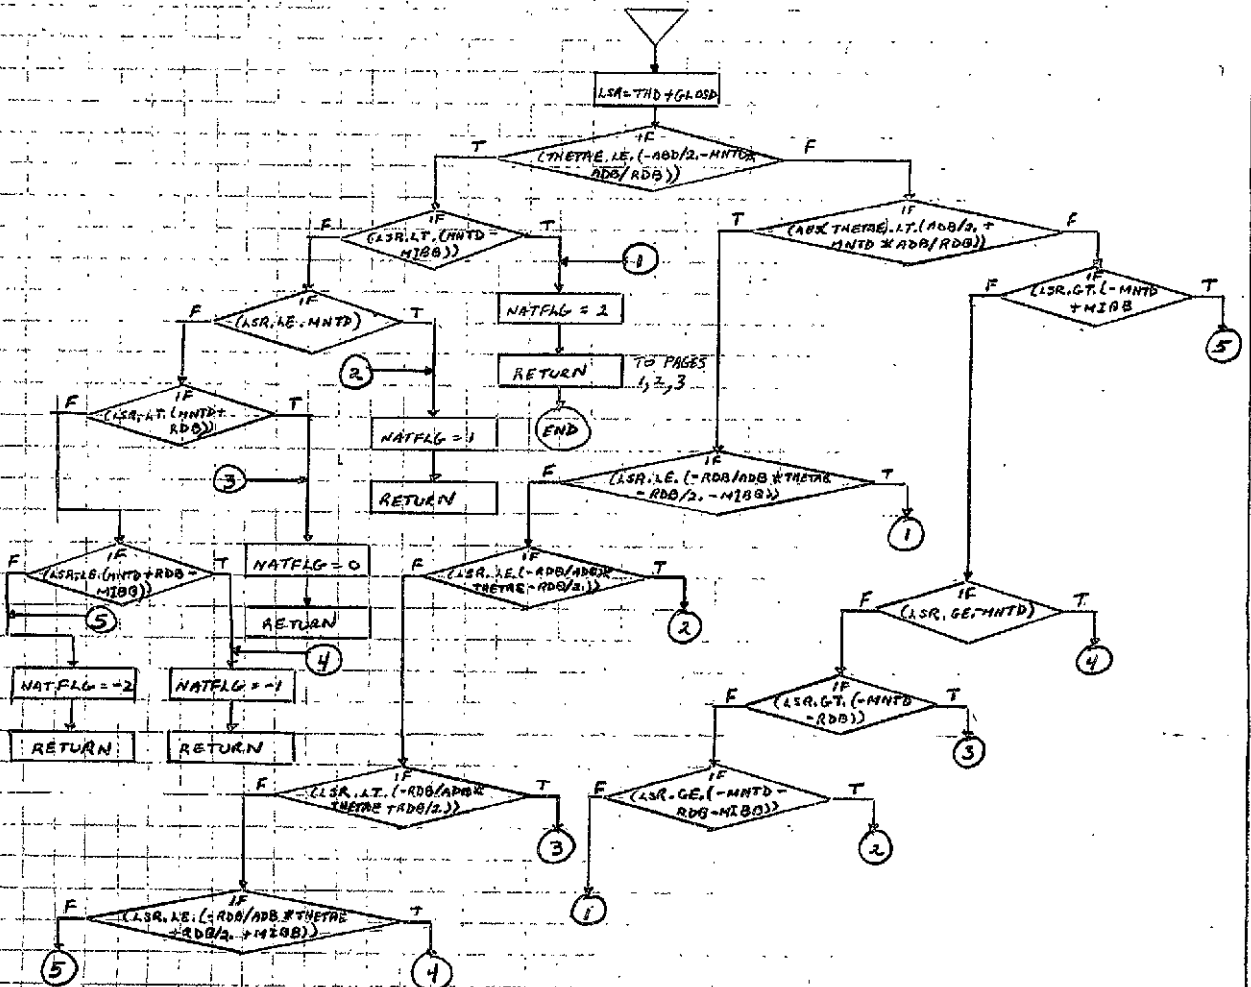 LSR=THD+GLOSD
IF
(THETAE.LE.(-ABD/2.-MNTD*
ADB/RDB))
T
F
IF
(LSR.LT.(MNTD-
MIBB))
F
T
IF
(ABS(THETAE).LT.(ADB/2.+
MNTD*ADB/RDB))
T
F
1
IF
(LSR.GT.(-MNTD
+MIBB
F
T
5
NATFLG = 2
RETURN
TO PAGES
1,2,3
END
IF
(LSR.LE.MNTD)
F
T
2
NATFLG = 1
RETURN
IF
(LSR.LT.(MNTD+
RDB))
F
T
3
NATFLG = 0
RETURN
IF
(LSR.LE.(-RDB/ADB*THETAE
-RDB/2.-MIBB))
F
T
1
IF
(LSR.LE.(MNTD+RDB-
MIBB))
F
T
5
4
NATFLG = -2
RETURN
NATFLG = -1
RETURN
IF
(LSR.LE.(-RDB/ADB)*
THETAE-RDB/2.))
F
T
2
IF
(LSR.GE.-MNTD)
F
T
4
IF
(LSR.GT.(-MNTD
-RDB))
F
T
3
IF
(LSR.LT.(-RDB/ADB*
THETAE+RDB/2.))
F
T
3
IF
(LSR.GE.(-MNTD-
RDB-MIBB))
F
T
1
2
IF
(LSR.LE.(-RDB/ADB*THETAE
+RDB/2.+MIBB))
F
T
5
4